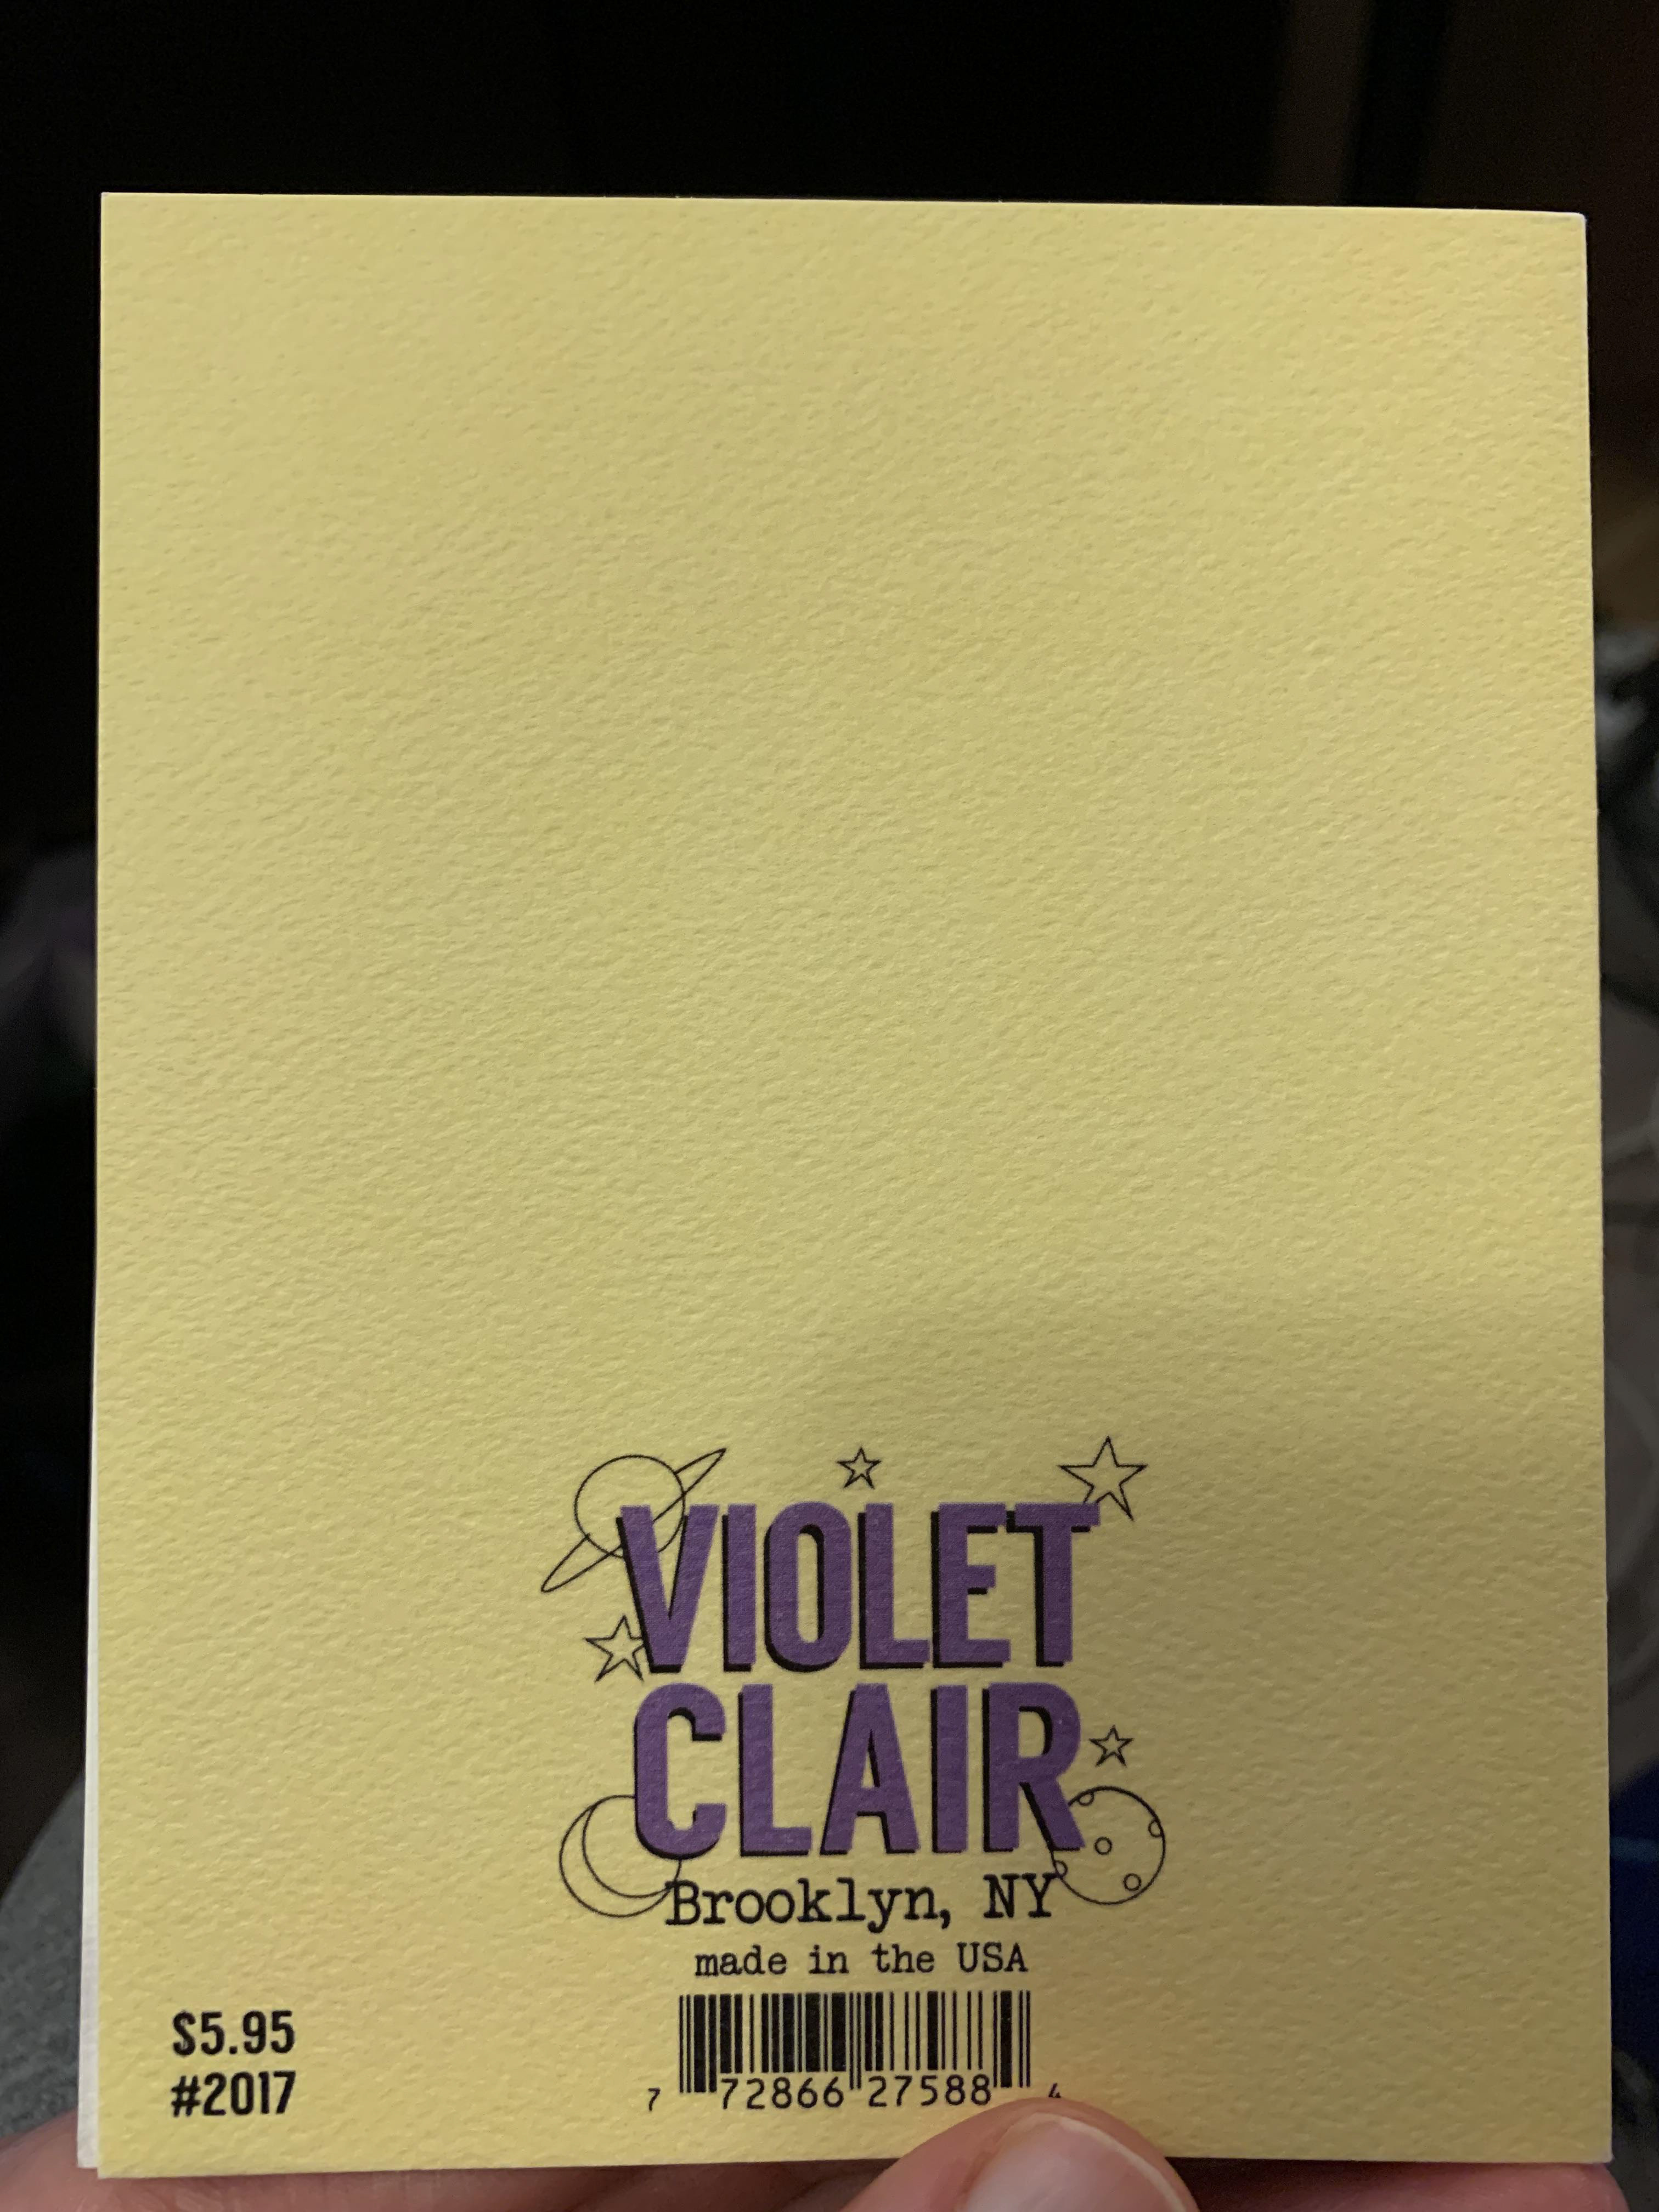 VIOLET
CLAIR
Brooklyn, NY
made in the USA
$5.95
#2017
7 72866 27588 4